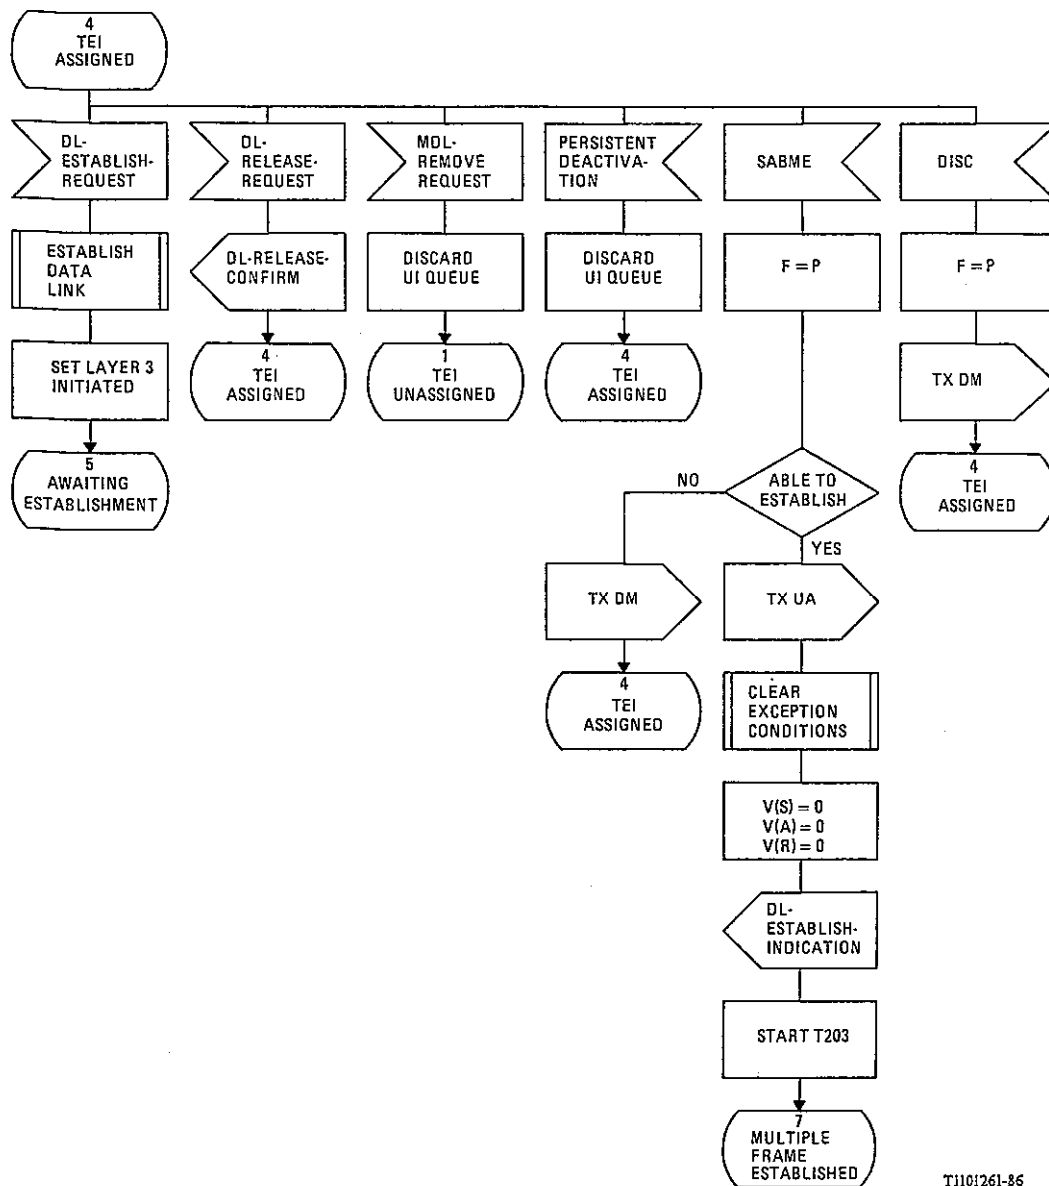 4
TEI
ASSIGNED
DL-
ESTABLISH-
REQUEST
DL-
RELEASE-
REQUEST
MDL-
REMOVE
REQUEST
PERSISTENT
DEACTIVA-
TION
SABME
DISC
ESTABLISH
DATA
LINK
DL-RELEASE-
CONFIRM
DISCARD
UI QUEUE
DISCARD
UI QUEUE
F = P
F = P
SET LAYER 3
INITIATED
4
TEI
ASSIGNED
1
TEI
UNASSIGNED
4
TEI
ASSIGNED
TX DM
5
AWAITING
ESTABLISHMENT
NO
ABLE TO
ESTABLISH
YES
4
TEI
ASSIGNED
TX DM
TX UA
4
TEI
ASSIGNED
CLEAR
EXCEPTION
CONDITIONS
V(S) = 0
V(A) = 0
V(R) = 0
DL-
ESTABLISH-
INDICATION
START T203
7
MULTIPLE
FRAME
ESTABLISHED
T1101261-86